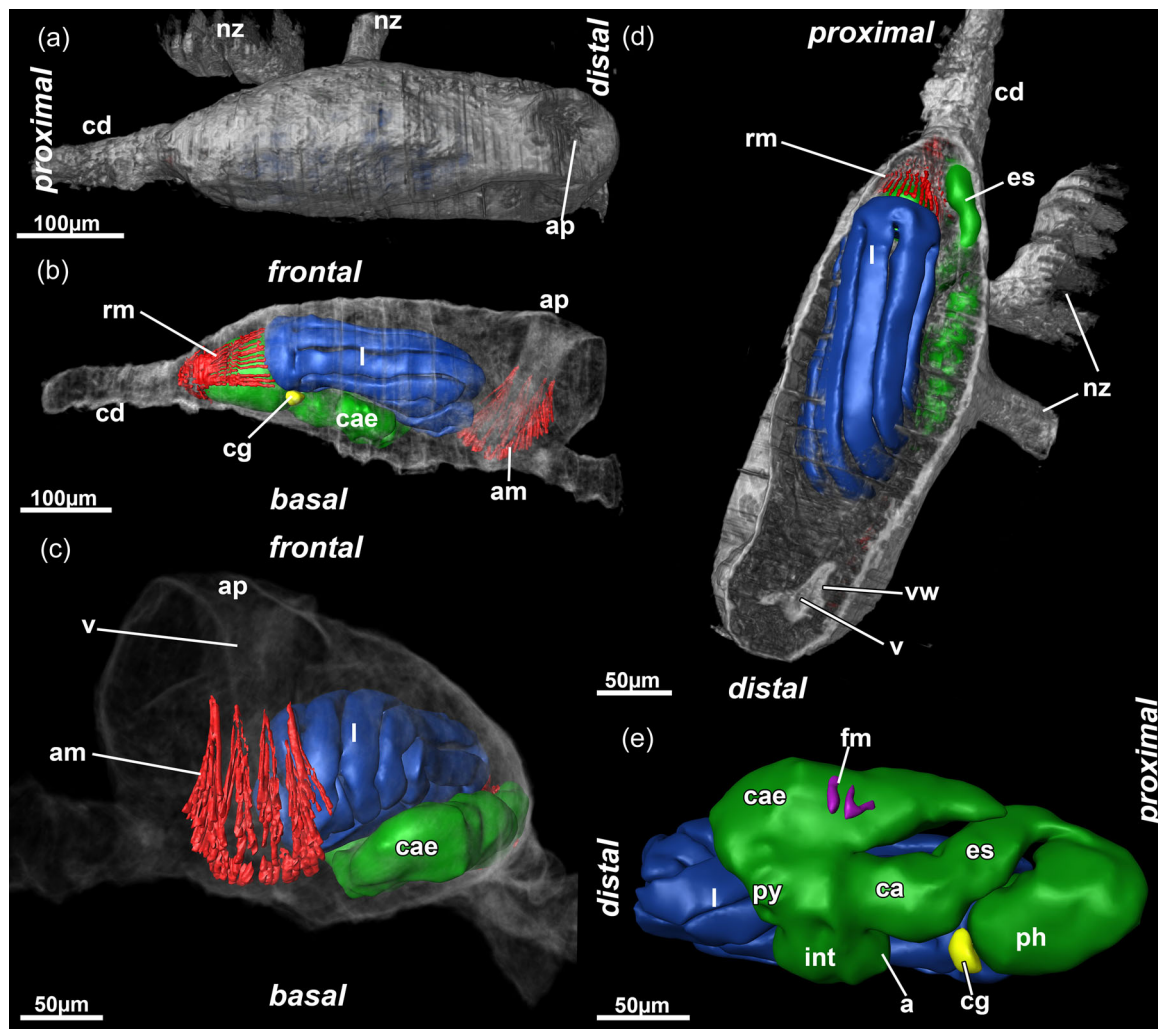 (a)
nz
nz
distal
proximal
cd
ap
100µm
(b)
frontal
ap
rm
l
cd
cg
cae
am
100µm
basal
(c)
frontal
ap
v
l
am
cae
50µm
basal
(d)
proximal
cd
rm
es
l
nz
nz
vw
v
50µm
distal
(e)
proximal
fm
cae
es
distal
l
py
ca
int
ph
a
cg
50µm